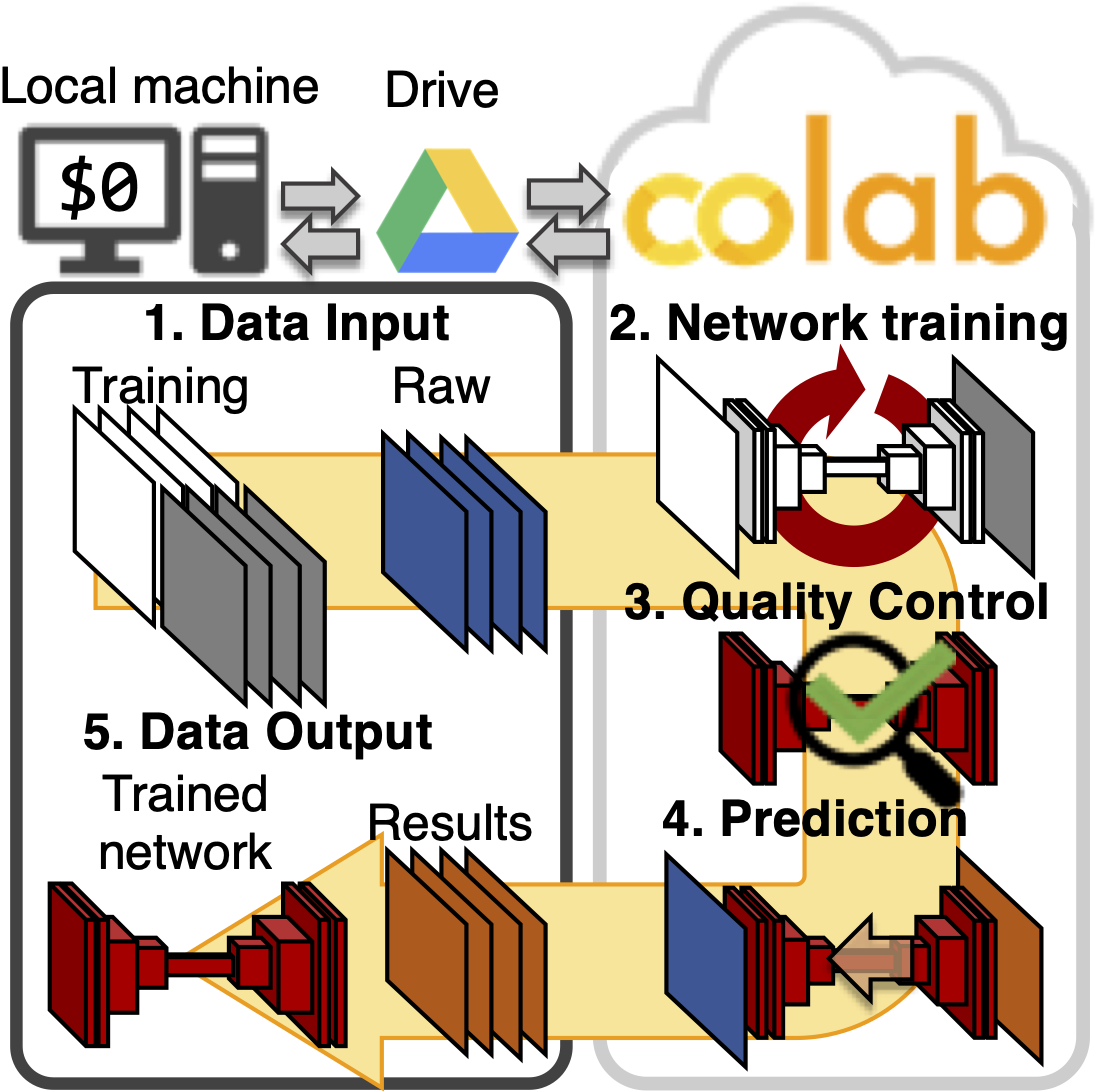 Local machine
Drive
$0
colab
1. Data Input
2. Network training
Training
Raw
3. Quality Control
5. Data Output
Trained
network
Results
4. Prediction